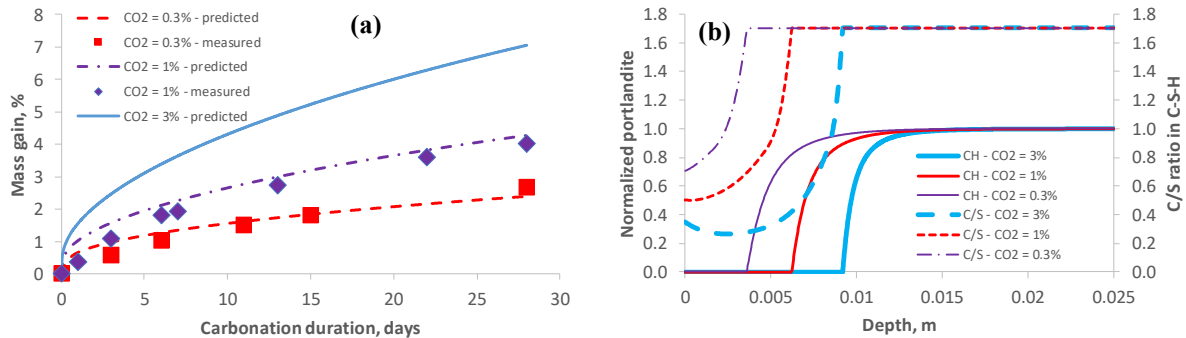 (a)
CO2 = 0.3% - predicted
CO2 = 0.3% - measured
CO2 = 1% - predicted
CO2 = 1% - measured
CO2 = 3% - predicted
Mass gain, %
8
7
6
5
4
3
2
1
0
0 5 10 15 20 25 30
Carbonation duration, days
(b)
Normalized portlandite
1.8
1.6
1.4
1.2
1.0
0.8
0.6
0.4
0.2
0.0
CH - CO2 = 3%
CH - CO2 = 1%
CH - CO2 = 0.3%
C/S - CO2 = 3%
C/S - CO2 = 1%
C/S - CO2 = 0.3%
1.8
1.6
1.4
1.2
1.0
0.8
0.6
0.4
0.2
0.0
C/S ratio in C-S-H
0 0.005 0.01 0.015 0.02 0.025
Depth, m